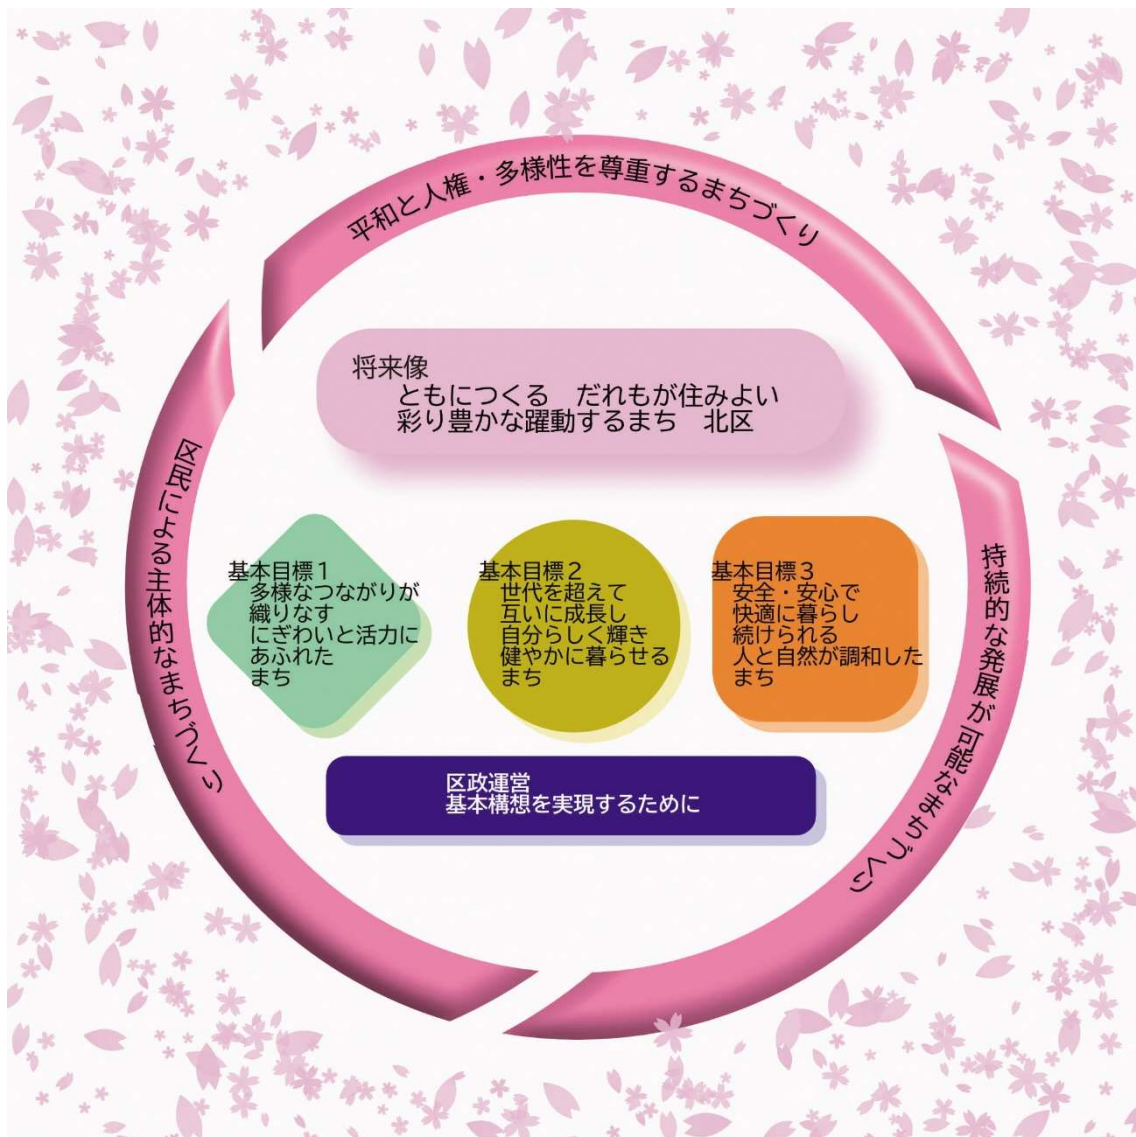 平和と人権・多様性を尊重するまちづくり
将来像
ともにつくる　だれもが住みよい
彩り豊かな躍動するまち　北区
区民による主体的なまちづくり
持続的な発展が可能なまちづくり
基本目標１
多様なつながりが
織りなす
にぎわいと活力に
あふれた
まち
基本目標２
世代を超えて
互いに成長し
自分らしく輝き
健やかに暮らせる
まち
基本目標３
安全・安心で
快適に暮らし
続けられる
人と自然が調和した
まち
区政運営
基本構想を実現するために